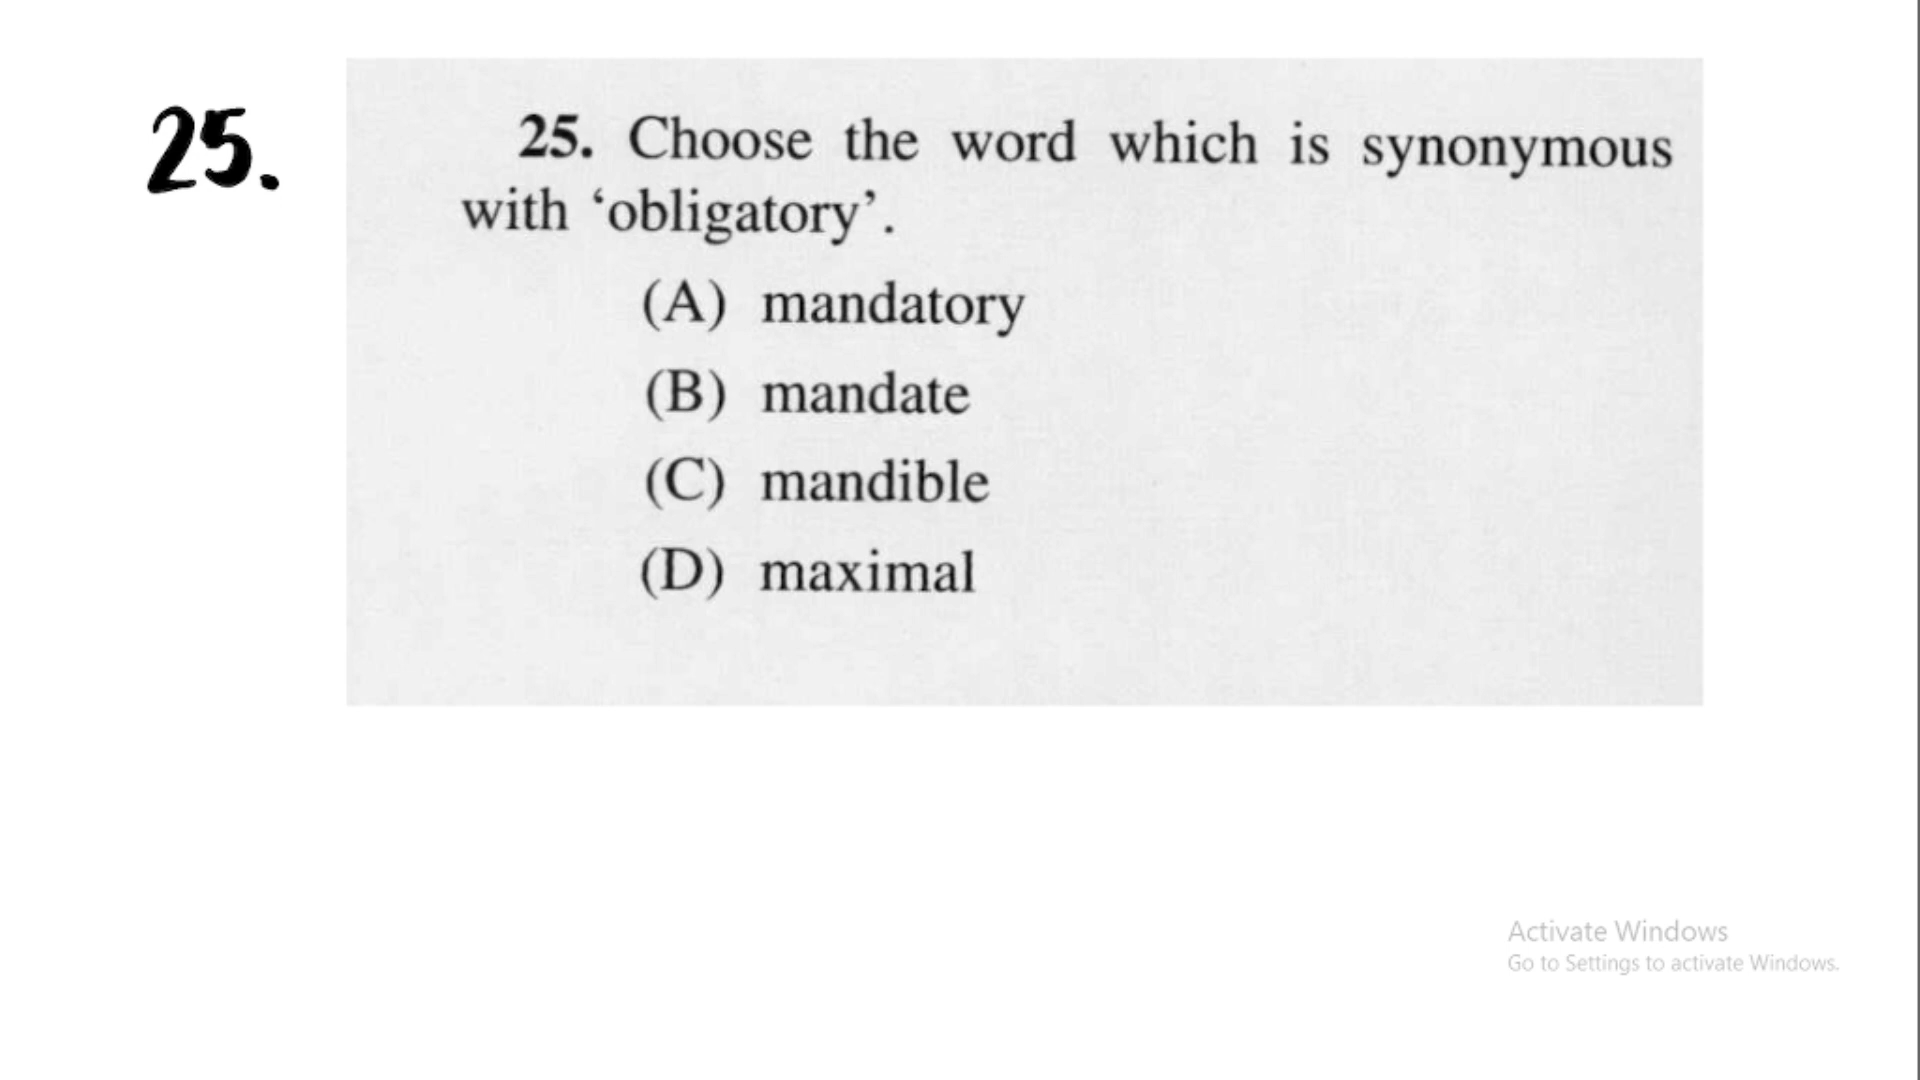 25.
25. Choose the word which is synonymous
with ‘obligatory’.
(A) mandatory
(B) mandate
(C) mandible
(D) maximal
Activate Windows
Go to Settings to activate Windows.